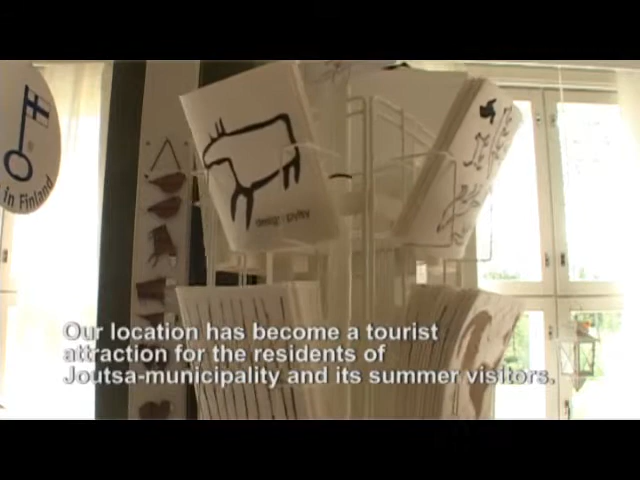 in Finland
Our location has become a tourist
attraction for the residents of
Joutsa-municipality and its summer visitors.